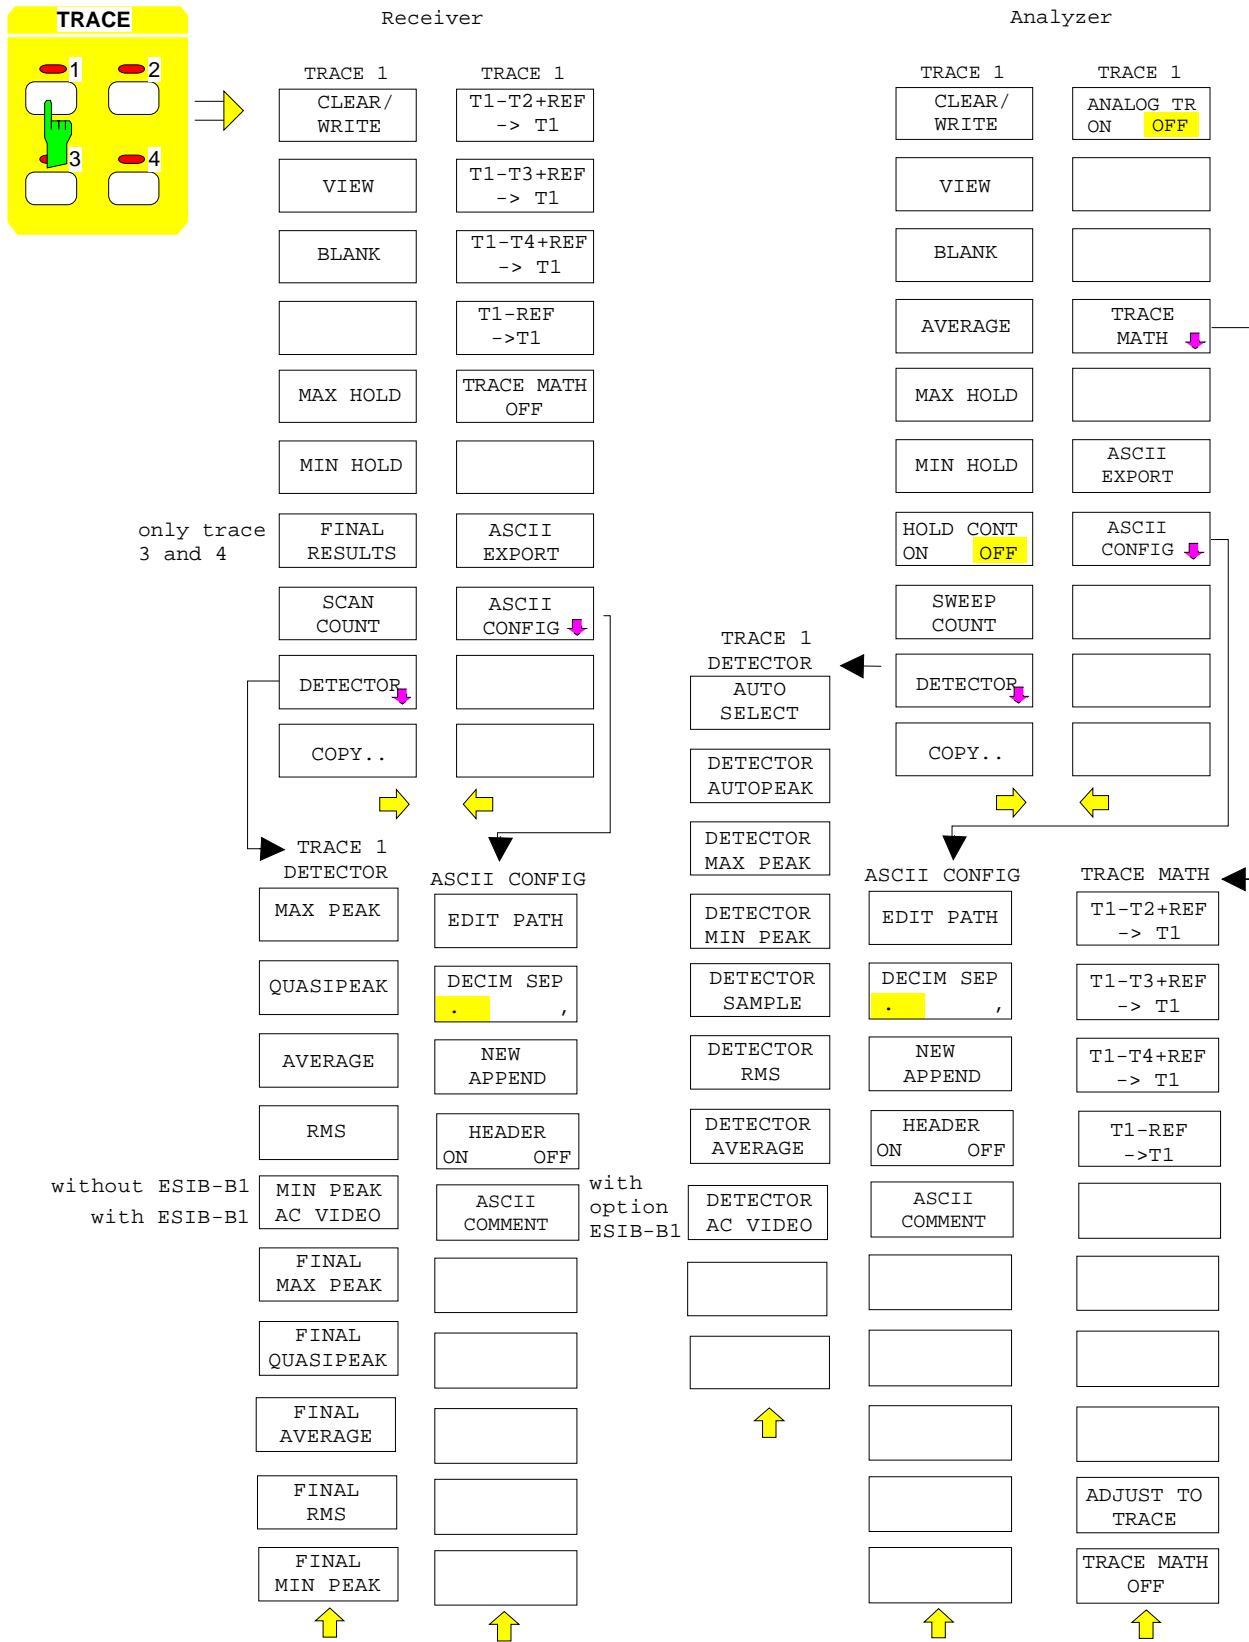 TRACE
1
2
3
4
Receiver
TRACE 1
CLEAR/
WRITE
VIEW
BLANK
MAX HOLD
MIN HOLD
only trace
3 and 4
FINAL
RESULTS
SCAN
COUNT
DETECTOR
COPY..
TRACE 1
T1-T2+REF
-> T1
T1-T3+REF
-> T1
T1-T4+REF
-> T1
T1-REF
->T1
TRACE MATH
OFF
ASCII
EXPORT
ASCII
CONFIG
TRACE 1
DETECTOR
MAX PEAK
QUASIPEAK
AVERAGE
RMS
without ESIB-B1
with ESIB-B1
MIN PEAK
AC VIDEO
FINAL
MAX PEAK
FINAL
QUASIPEAK
FINAL
AVERAGE
FINAL
RMS
FINAL
MIN PEAK
ASCII CONFIG
EDIT PATH
DECIM SEP
. ,
NEW
APPEND
HEADER
ON OFF
ASCII
COMMENT
Analyzer
TRACE 1
CLEAR/
WRITE
VIEW
BLANK
AVERAGE
MAX HOLD
MIN HOLD
HOLD CONT
ON OFF
SWEEP
COUNT
DETECTOR
COPY..
TRACE 1
ANALOG TR
ON OFF
TRACE
MATH
ASCII
EXPORT
ASCII
CONFIG
TRACE 1
DETECTOR
AUTO
SELECT
DETECTOR
AUTOPEAK
DETECTOR
MAX PEAK
DETECTOR
MIN PEAK
DETECTOR
SAMPLE
DETECTOR
RMS
DETECTOR
AVERAGE
with
option
ESIB-B1
DETECTOR
AC VIDEO
ASCII CONFIG
EDIT PATH
DECIM SEP
. ,
NEW
APPEND
HEADER
ON OFF
ASCII
COMMENT
TRACE MATH
T1-T2+REF
-> T1
T1-T3+REF
-> T1
T1-T4+REF
-> T1
T1-REF
->T1
ADJUST TO
TRACE
TRACE MATH
OFF